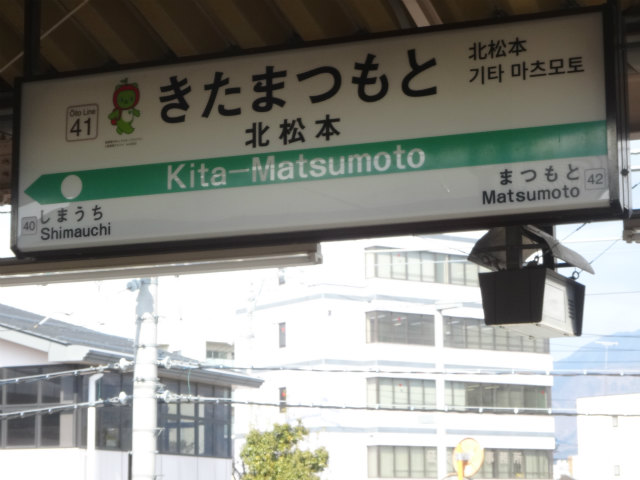 Ōito Line
41
きたまつもと
北松本
기타 마츠모토
北松本
Kita-Matsumoto
40
しまうち
Shimauchi
まつもと
Matsumoto
42